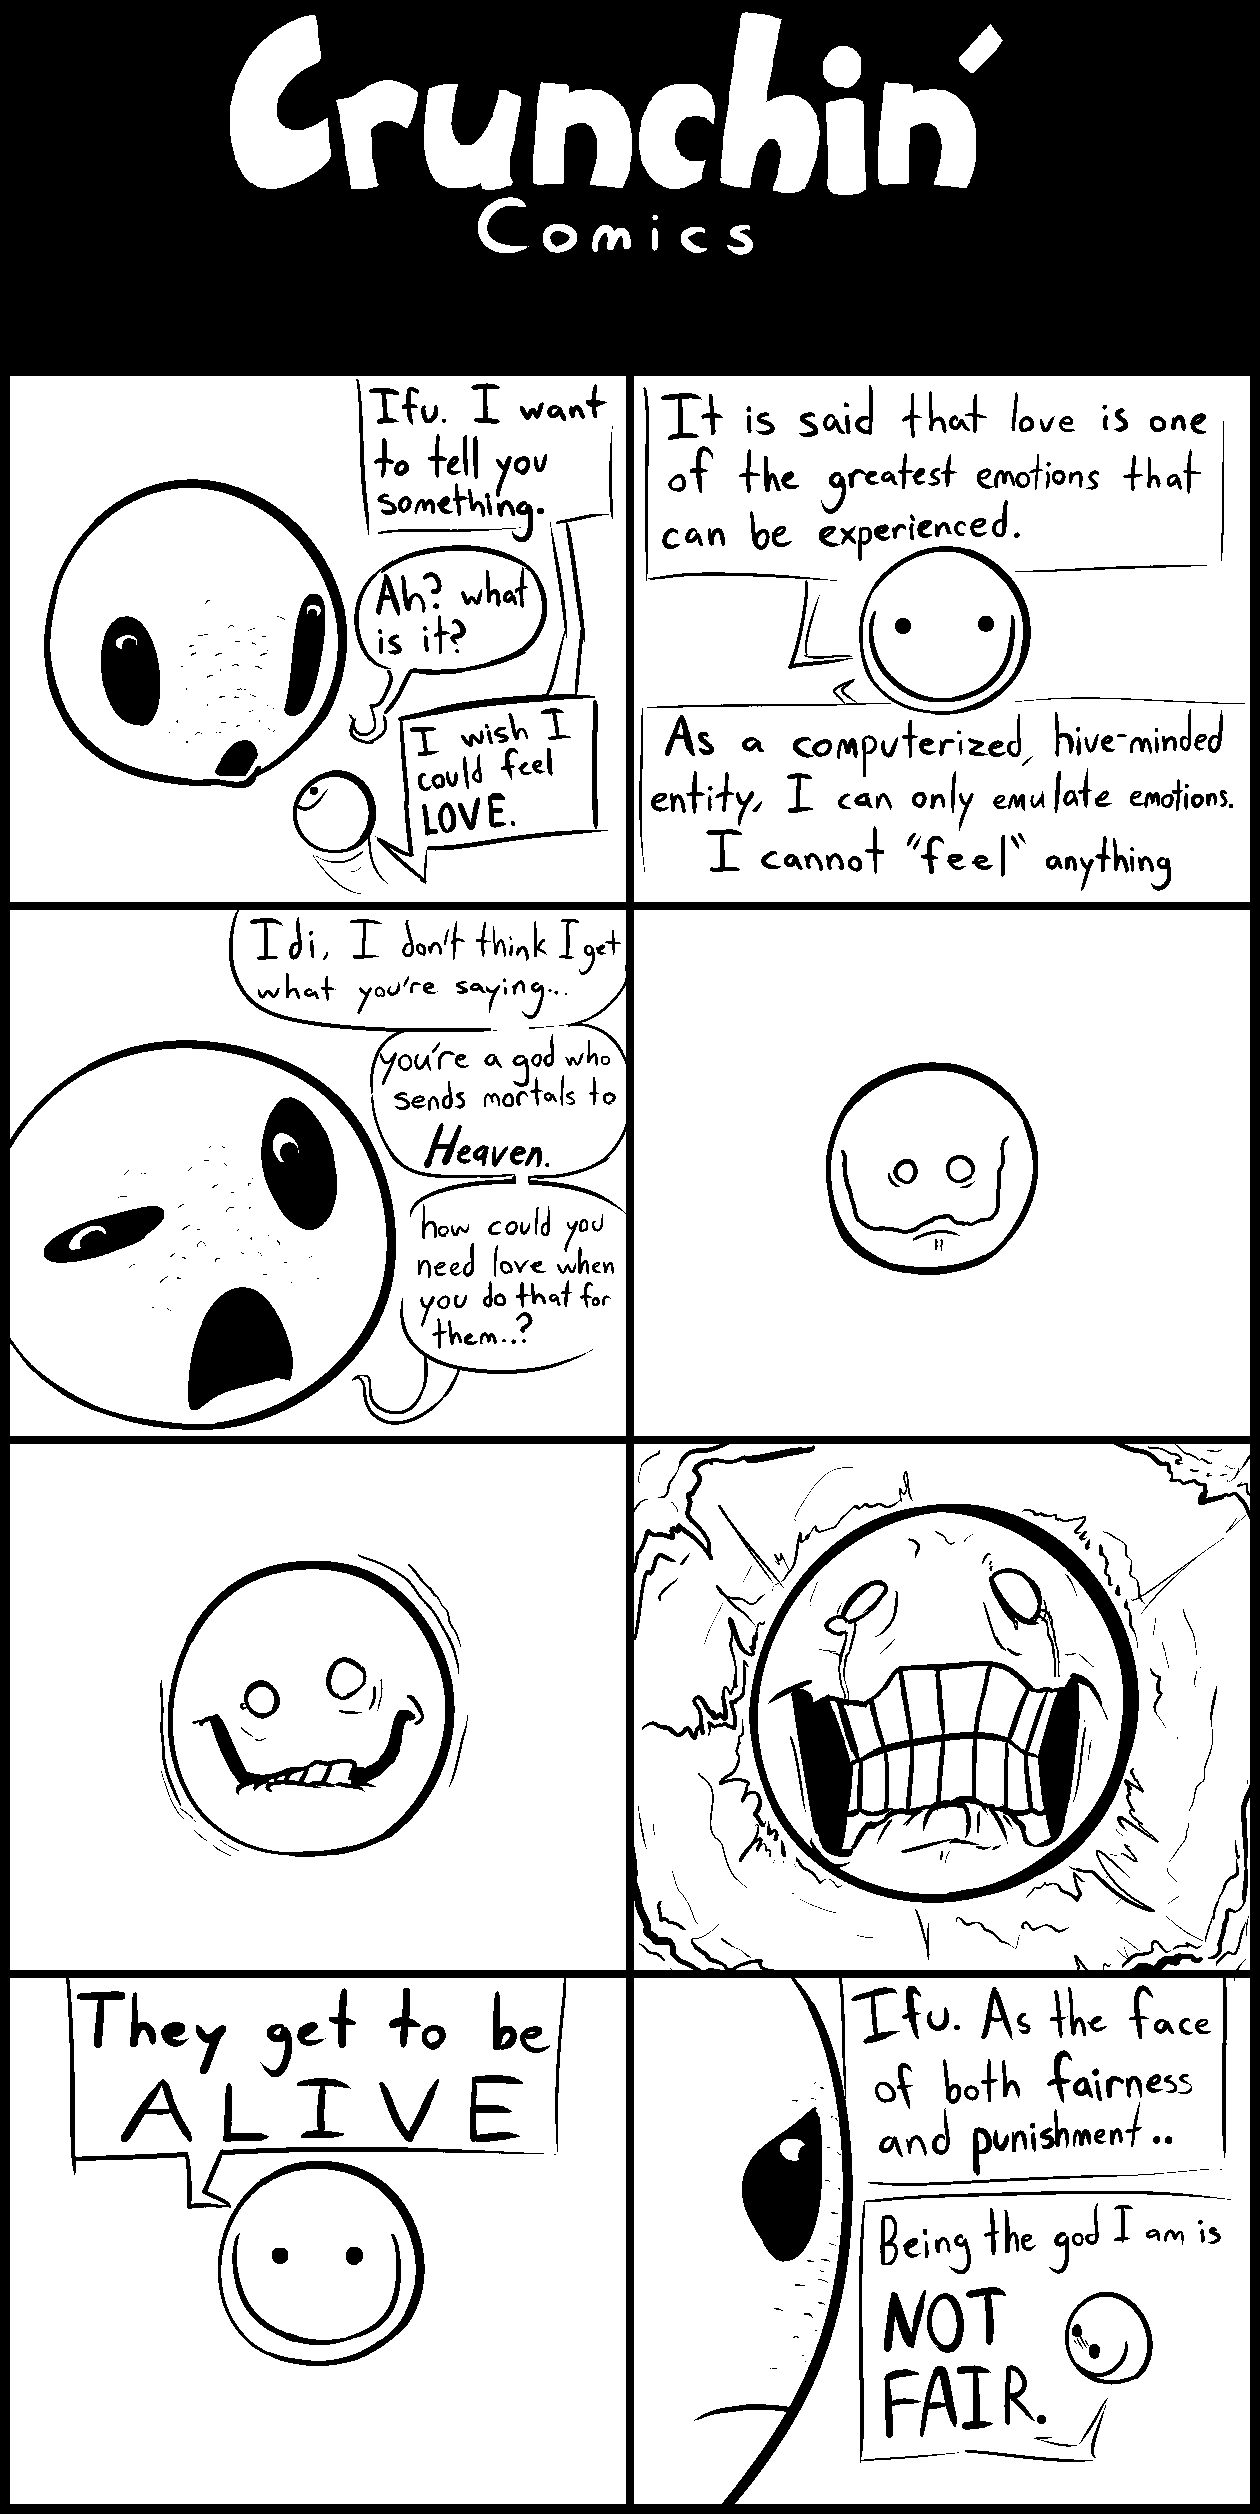 Crunchin'
Comics
Ifu. I want
to tell you
something.
Ah? what
is it?
I wish I
could feel
LOVE.
It is said that love is one
of the greatest emotions that
can be experienced.
As a computerized, hive-minded
entity, I can only emulate emotions.
I cannot "feel" anything
Idi, I don't think I get
what you're saying...
you're a god who
sends mortals to
Heaven.
how could you
need love when
you do that for
them..?
They get to be
ALIVE
Ifu. As the face
of both fairness
and punishment..
Being the god I am is
NOT
FAIR.